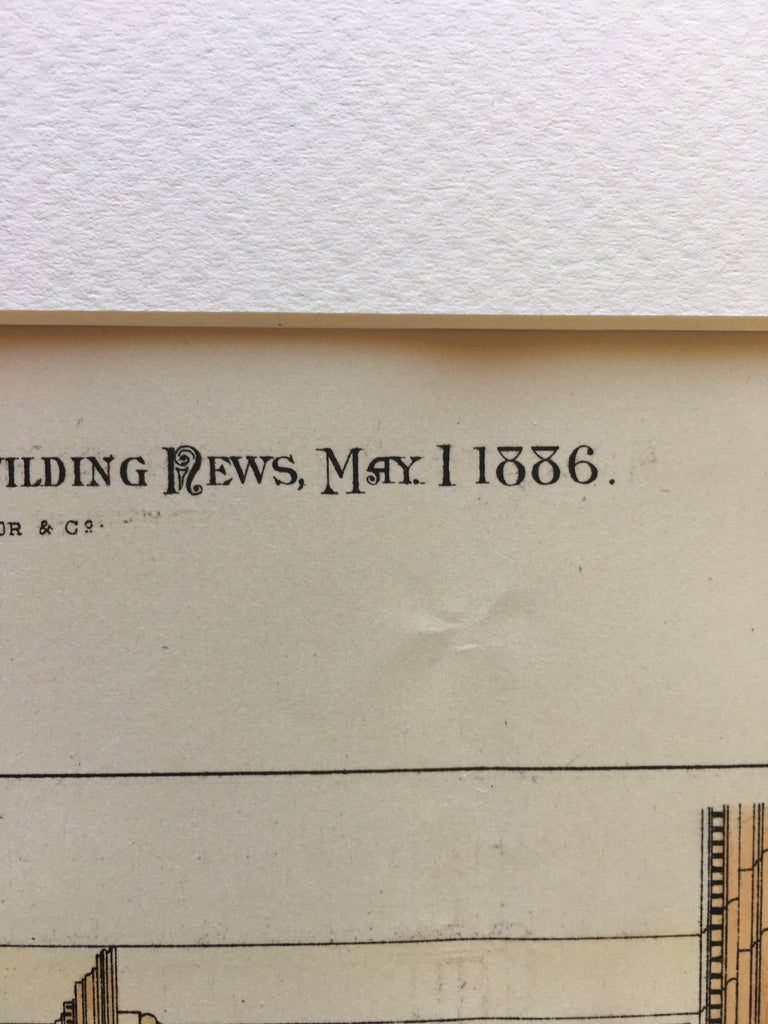 ILDING NEWS, MAY. 1 1886.
& Cº.